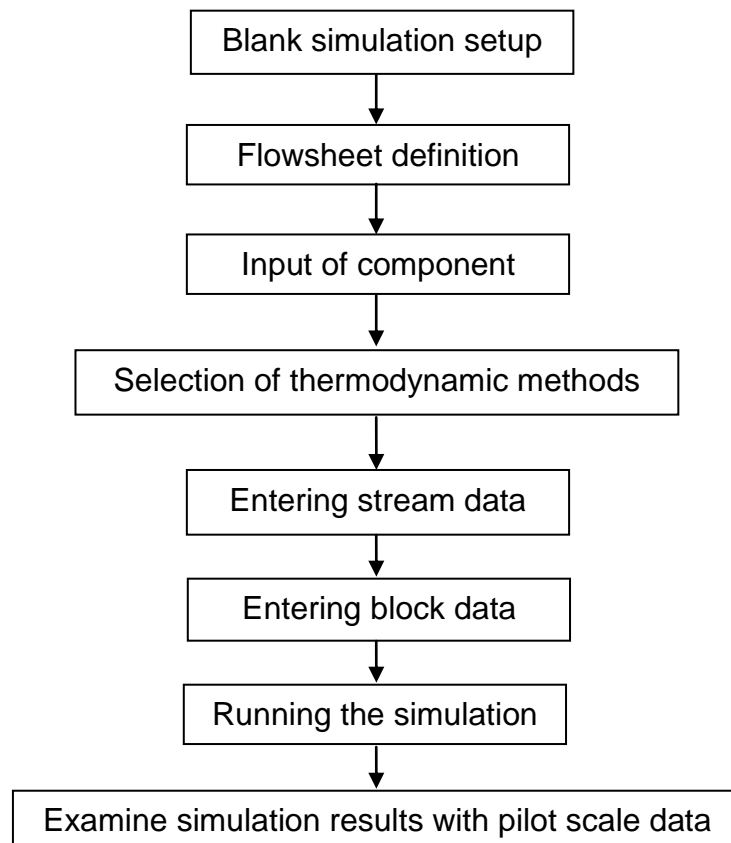 Blank simulation setup
Flowsheet definition
Input of component
Selection of thermodynamic methods
Entering stream data
Entering block data
Running the simulation
Examine simulation results with pilot scale data